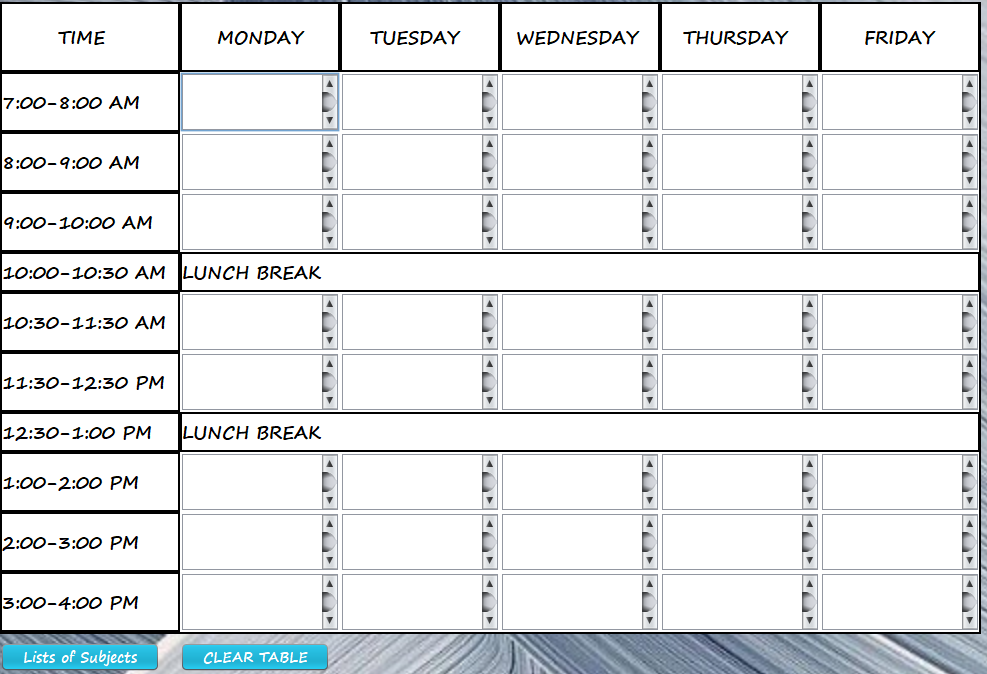 TIME MONDAY TUESDAY WEDNESDAY THURSDAY FRIDAY
7:00-8:00 AM
8:00-9:00 AM
9:00-10:00 AM
10:00-10:30 AM LUNCH BREAK
10:30-11:30 AM
11:30-12:30 PM
12:30-1:00 PM LUNCH BREAK
1:00-2:00 PM
2:00-3:00 PM
3:00-4:00 PM
Lists of Subjects CLEAR TABLE